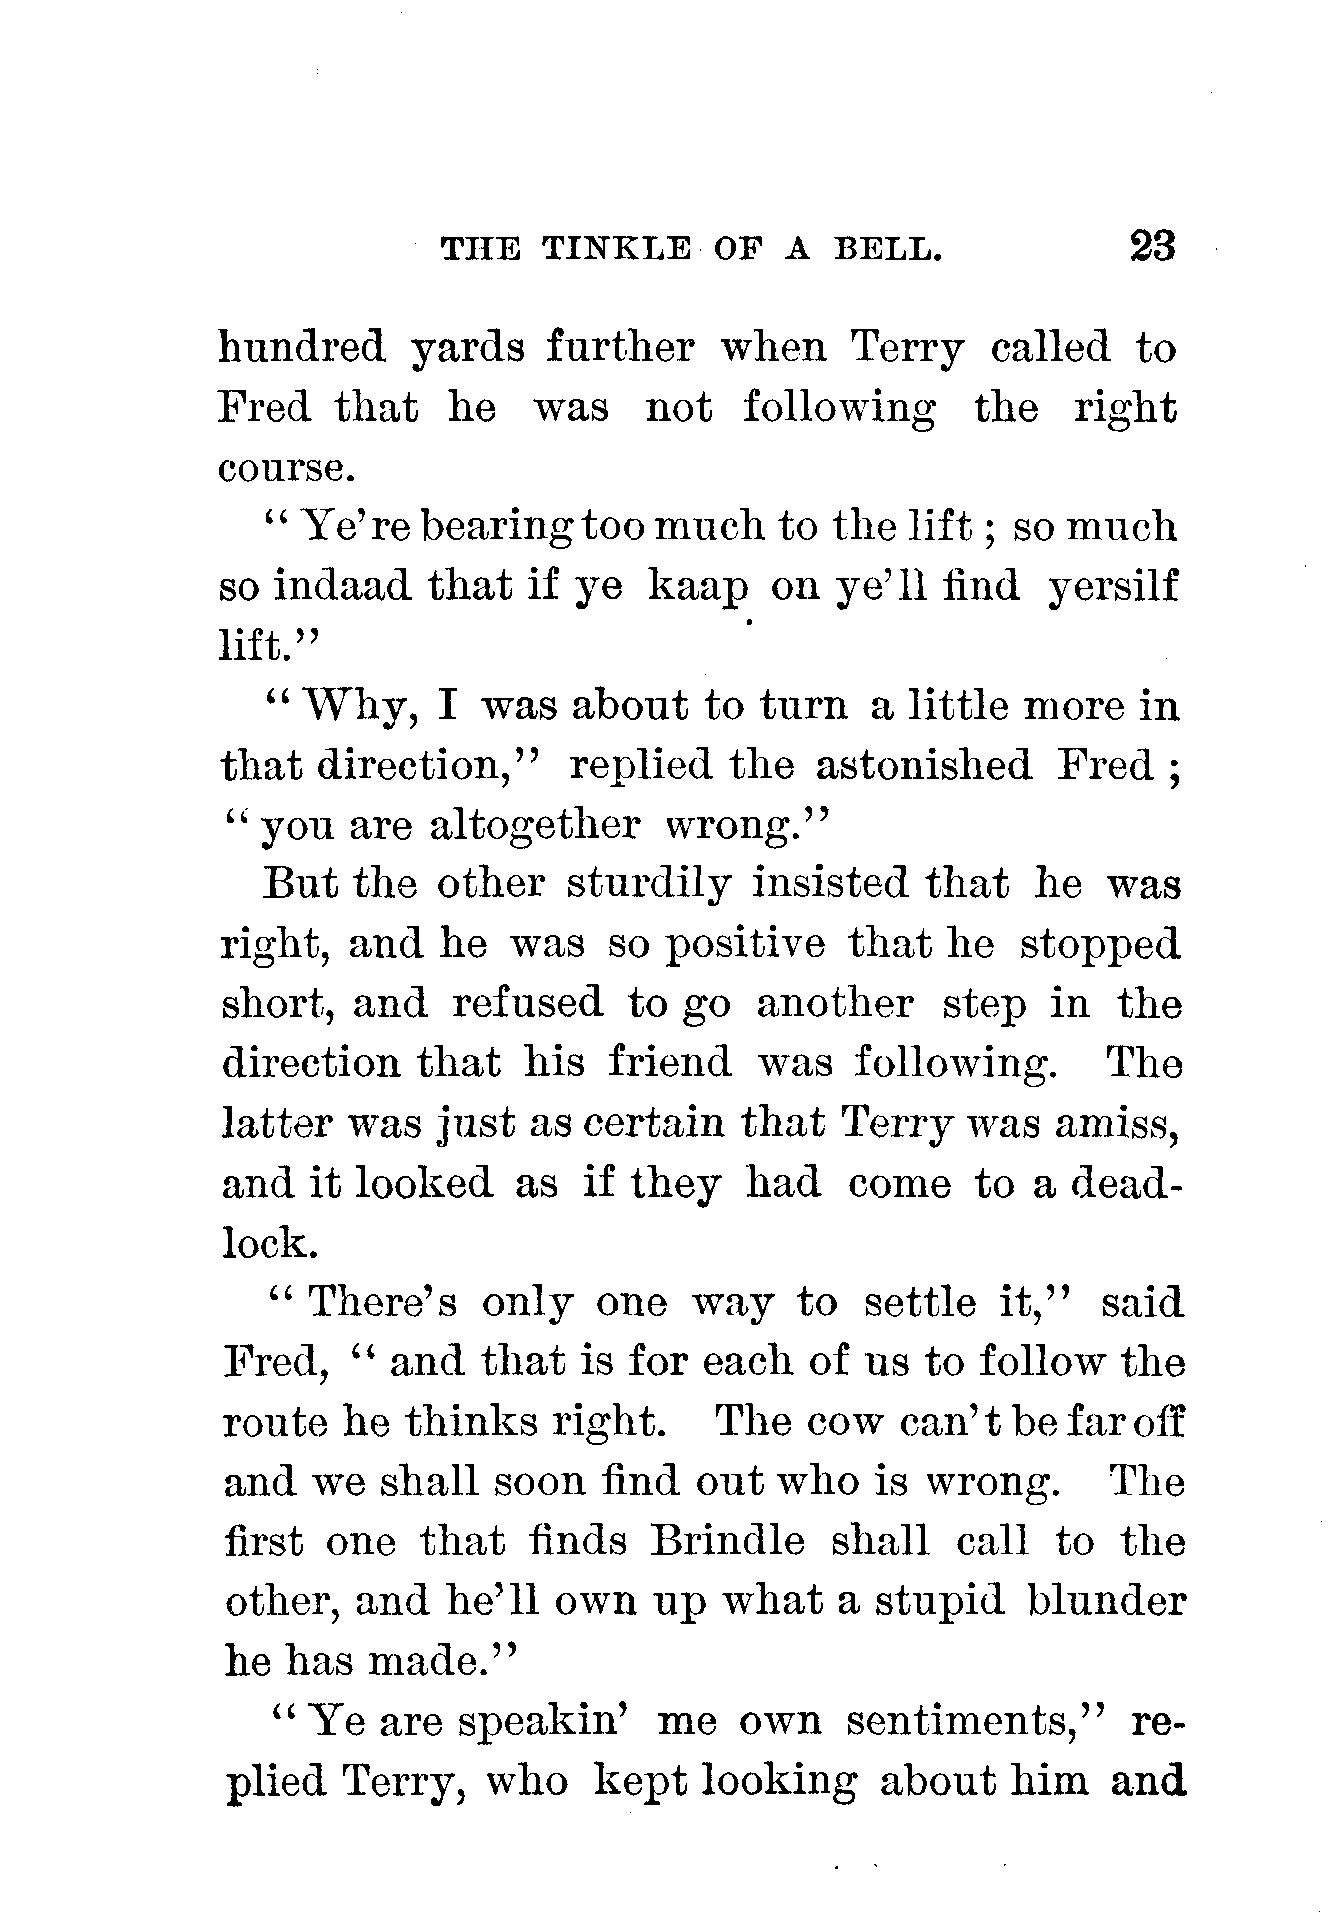 THE TINKLE OF A BELL. 23
hundred yards further when Terry called to
Fred that he was not following the right
course.
“ Ye’re bearing too much to the lift ; so much
so indaad that if ye kaap on ye’ll find yersilf
lift.”
“ Why, I was about to turn a little more in
that direction,” replied the astonished Fred ;
“ you are altogether wrong.”
But the other sturdily insisted that he was
right, and he was so positive that he stopped
short, and refused to go another step in the
direction that his friend was following. The
latter was just as certain that Terry was amiss,
and it looked as if they had come to a dead-
lock.
“ There’s only one way to settle it,” said
Fred, “ and that is for each of us to follow the
route he thinks right. The cow can’t be far off
and we shall soon find out who is wrong. The
first one that finds Brindle shall call to the
other, and he’ll own up what a stupid blunder
he has made.”
“ Ye are speakin’ me own sentiments,” re-
plied Terry, who kept looking about him and